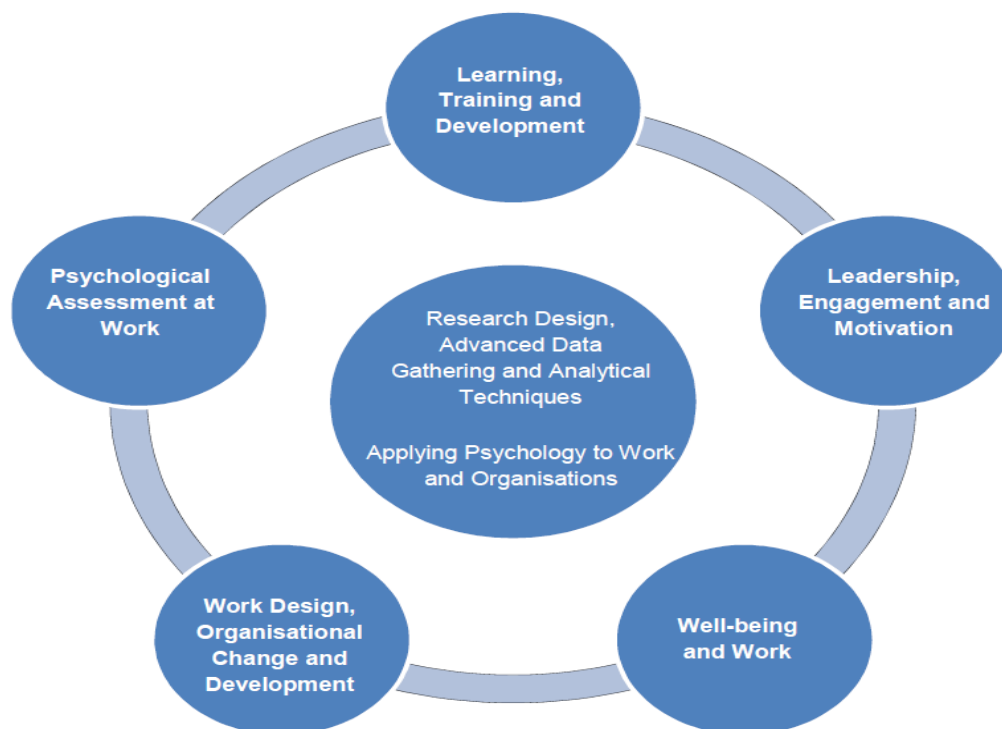 Learning,
Training and
Development
Leadership,
Engagement and
Motivation
Well-being
and Work
Work Design,
Organisational
Change and
Development
Psychological
Assessment at
Work
Research Design,
Advanced Data
Gathering and Analytical
Techniques
Applying Psychology to Work
and Organisations